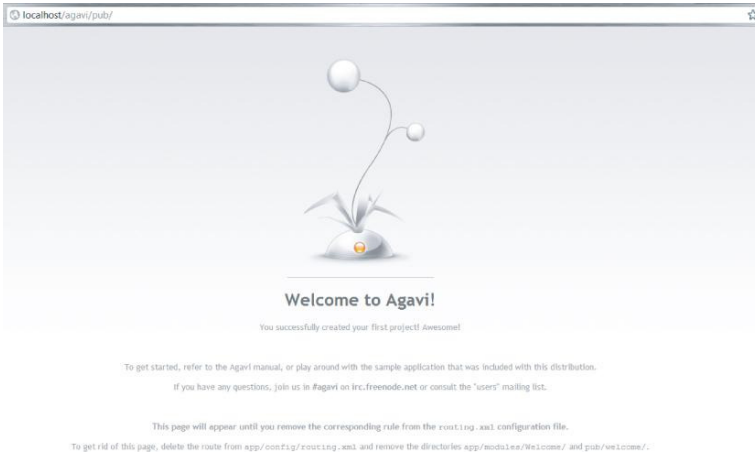 localhost/agavi/pub/
Welcome to Agavi!
You successfully created your first project! Awesome!
To get started, refer to the Agavi manual, or play around with the sample application that was included with this distribution.
If you have any questions, join us in #agavi on irc.freenode.net or consult the "users" mailing list.
This page will appear until you remove the corresponding rule from the routing.xml configuration file.
To get rid of this page, delete the route from app/config/routing.xml and remove the directories app/modules/Welcome/ and pub/welcome/.